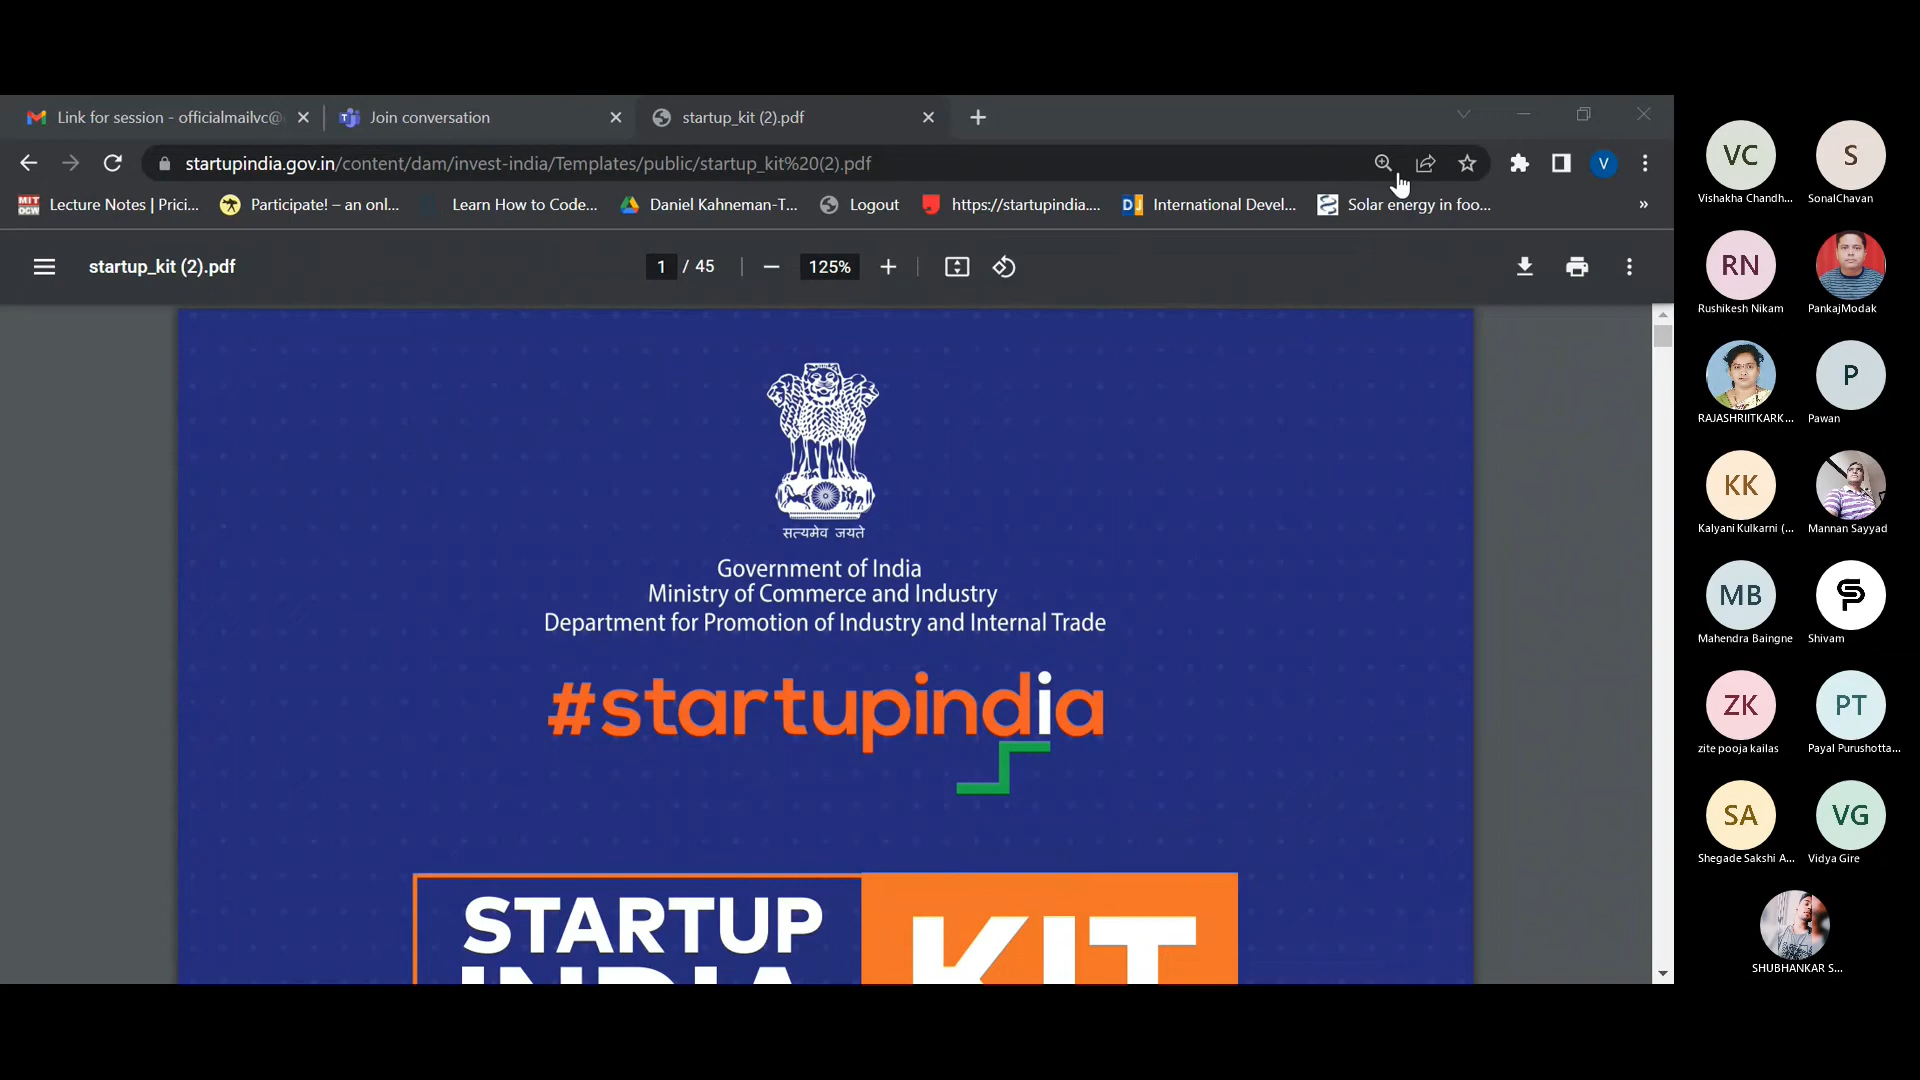 Link for session - officialmailvc@
Join conversation
startup_kit (2).pdf
startupindia.gov.in/content/dam/invest-india/Templates/public/startup_kit%20(2).pdf
V
MIT OCW
Lecture Notes | Prici...
Participate! – an onl...
Learn How to Code...
Daniel Kahneman-T...
Logout
https://startupindia....
DJ
International Devel...
Solar energy in foo...
»
startup_kit (2).pdf
1 / 45
125%
सत्यमेव जयते
Government of India
Ministry of Commerce and Industry
Department for Promotion of Industry and Internal Trade
#startupindia
STARTUP
INDIA
KIT
VC
Vishakha Chandh...
S
SonalChavan
RN
Rushikesh Nikam
PankajModak
RAJASHRIITKARK...
P
Pawan
KK
Kalyani Kulkarni (...
Mannan Sayyad
MB
Mahendra Baingne
Shivam
ZK
zite pooja kailas
PT
Payal Purushotta...
SA
Shegade Sakshi A...
VG
Vidya Gire
SHUBHANKAR S...